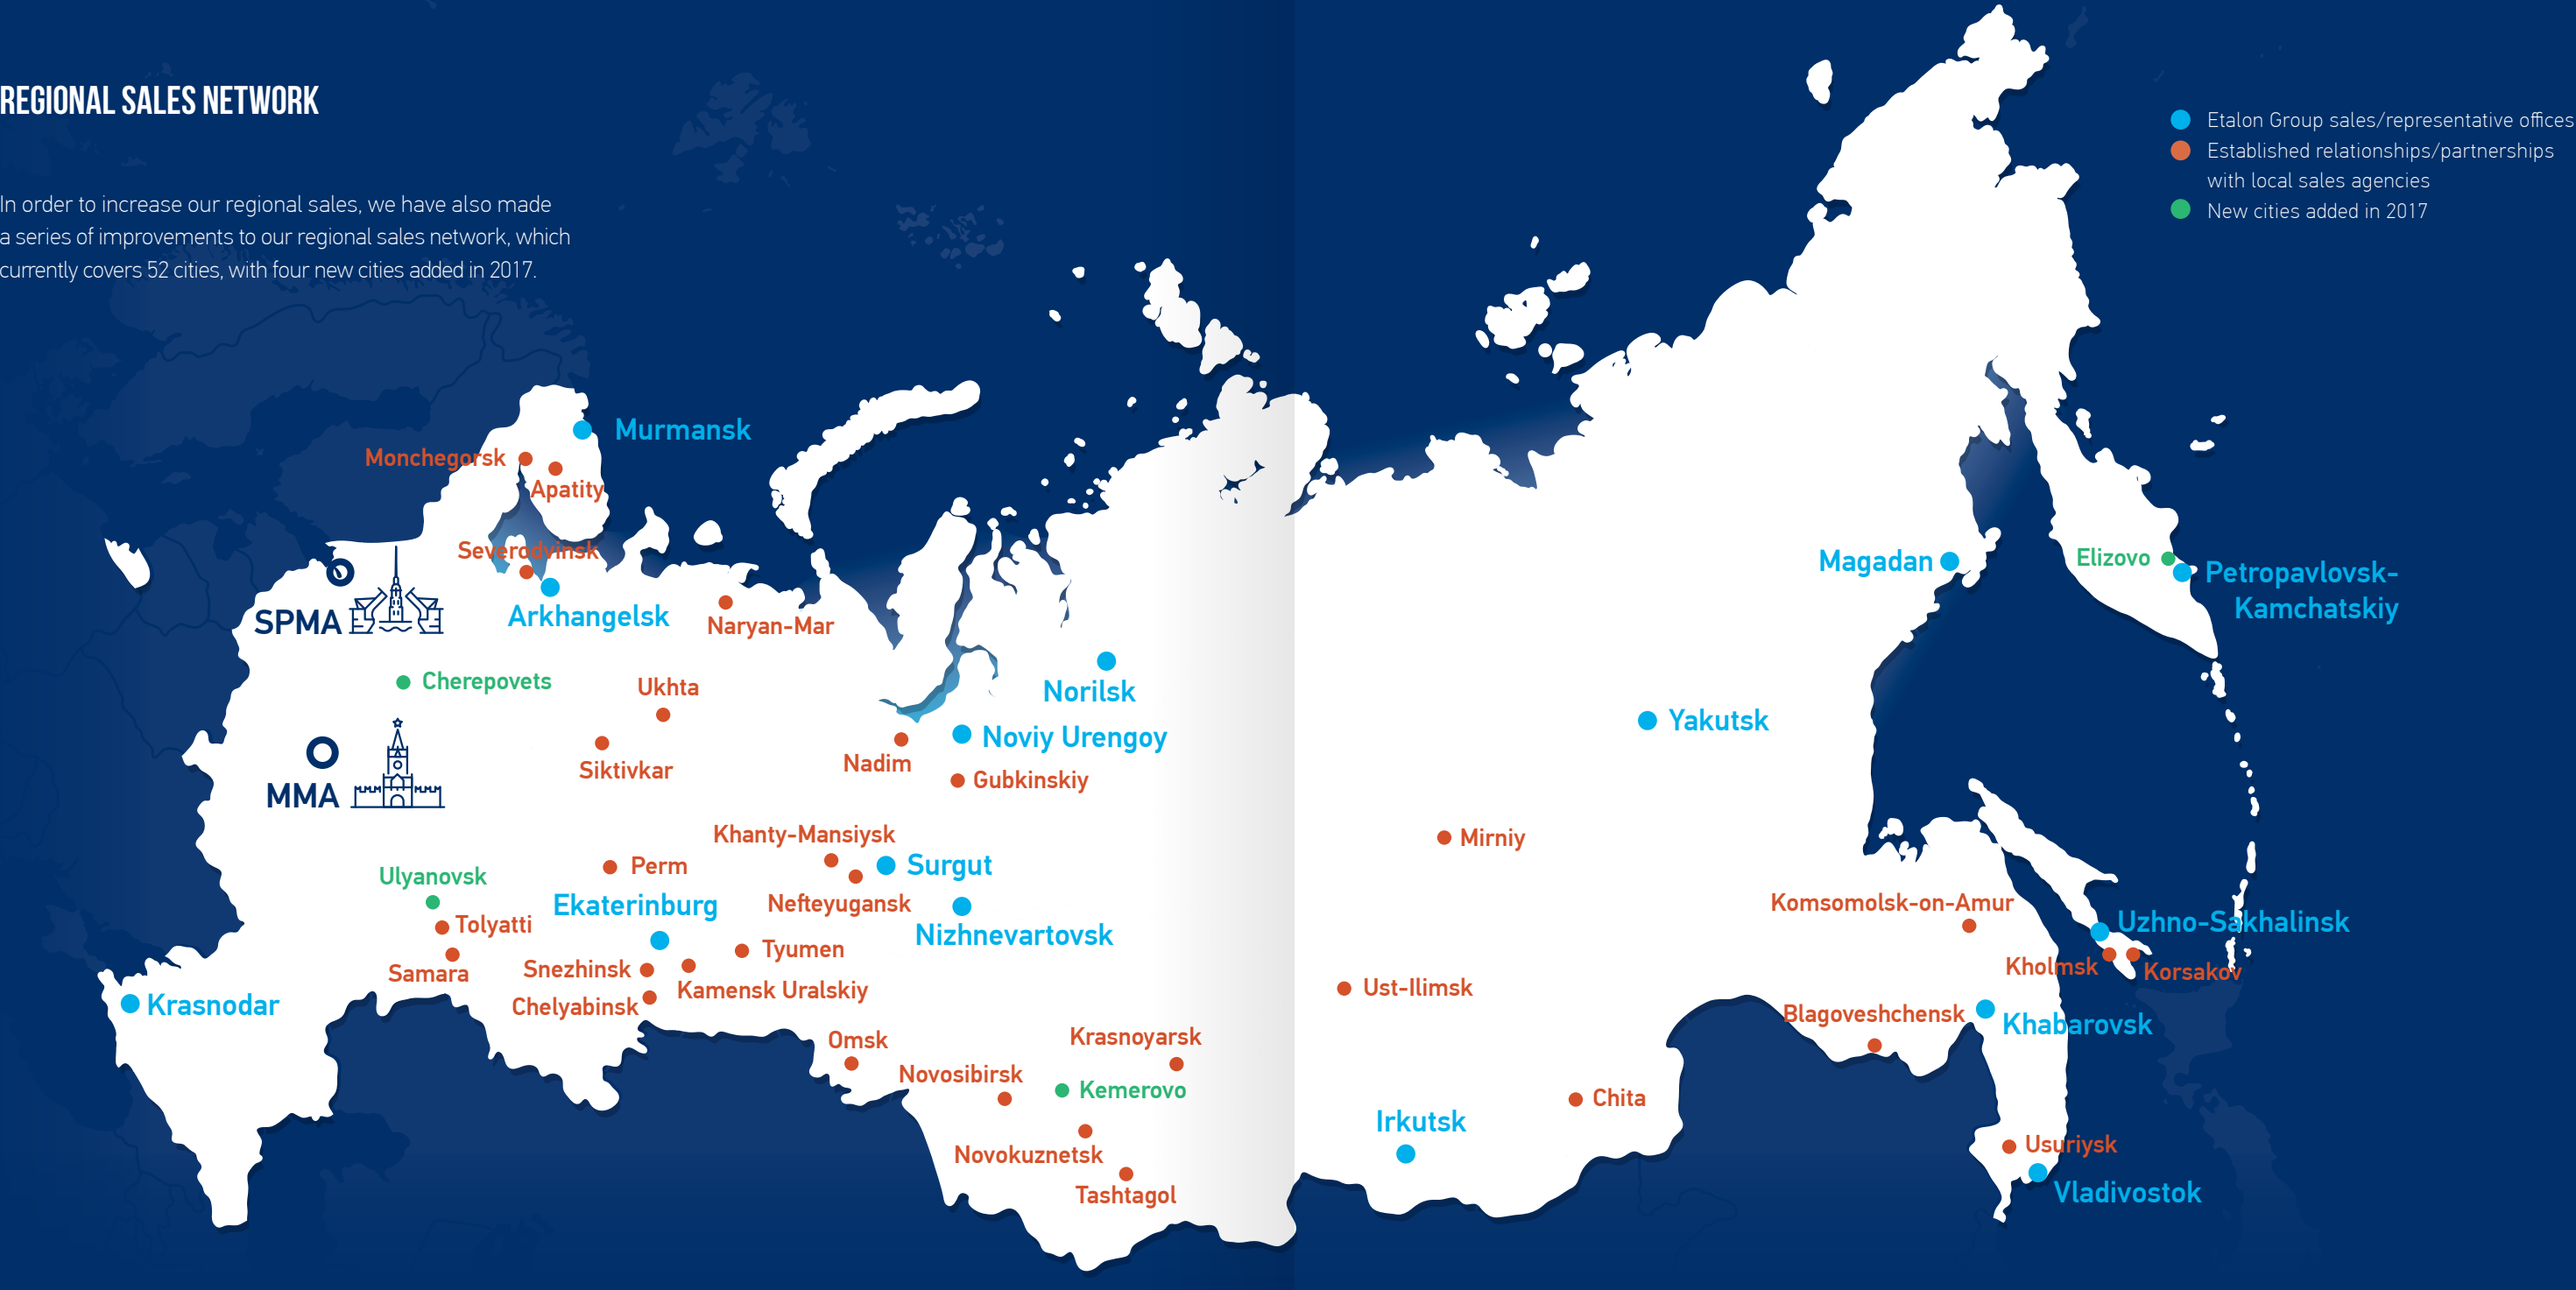 REGIONAL SALES NETWORK
In order to increase our regional sales, we have also made
a series of improvements to our regional sales network, which
currently covers 52 cities, with four new cities added in 2017.
Etalon Group sales/representative offices
Established relationships/partnerships
with local sales agencies
New cities added in 2017
Murmansk
Monchegorsk
Apatity
Severodvinsk
SPMA
Arkhangelsk
Naryan-Mar
Magadan
Elizovo
Petropavlovsk-
Kamchatskiy
Cherepovets
Ukhta
Norilsk
Yakutsk
Noviy Urengoy
Siktivkar
Nadim
Gubkinskiy
MMA
Khanty-Mansiysk
Mirniy
Perm
Surgut
Ulyanovsk
Ekaterinburg
Nefteyugansk
Komsomolsk-on-Amur
Tolyatti
Nizhnevartovsk
Uzhno-Sakhalinsk
Tyumen
Samara
Snezhinsk
Kholmsk
Korsakov
Kamensk Uralskiy
Ust-Ilimsk
Krasnodar
Chelyabinsk
Blagoveshchensk
Khabarovsk
Omsk
Krasnoyarsk
Novosibirsk
Kemerovo
Chita
Irkutsk
Novokuznetsk
Usuriysk
Tashtagol
Vladivostok